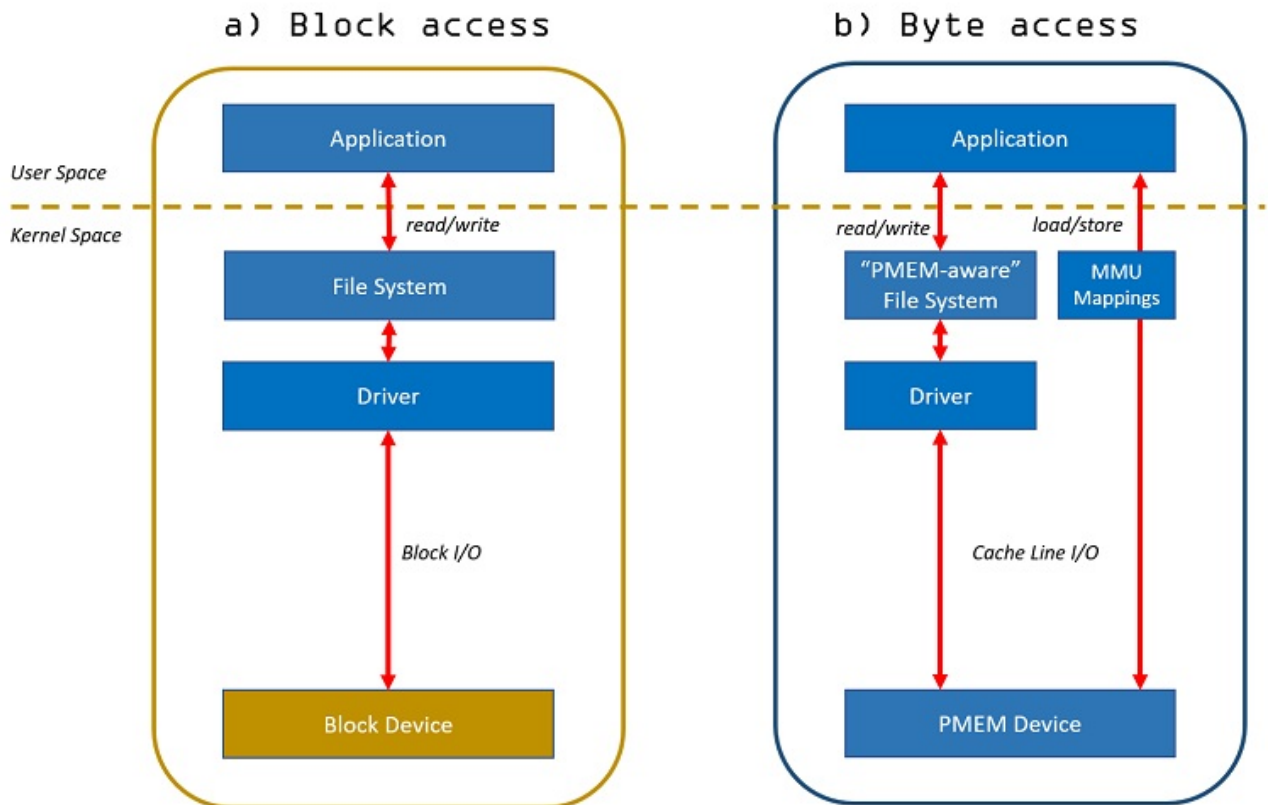 a) Block access
b) Byte access
Application
Application
User Space
Kernel Space
read/write
read/write
load/store
File System
“PMEM-aware”
File System
MMU
Mappings
Driver
Driver
Block I/O
Cache Line I/O
Block Device
PMEM Device